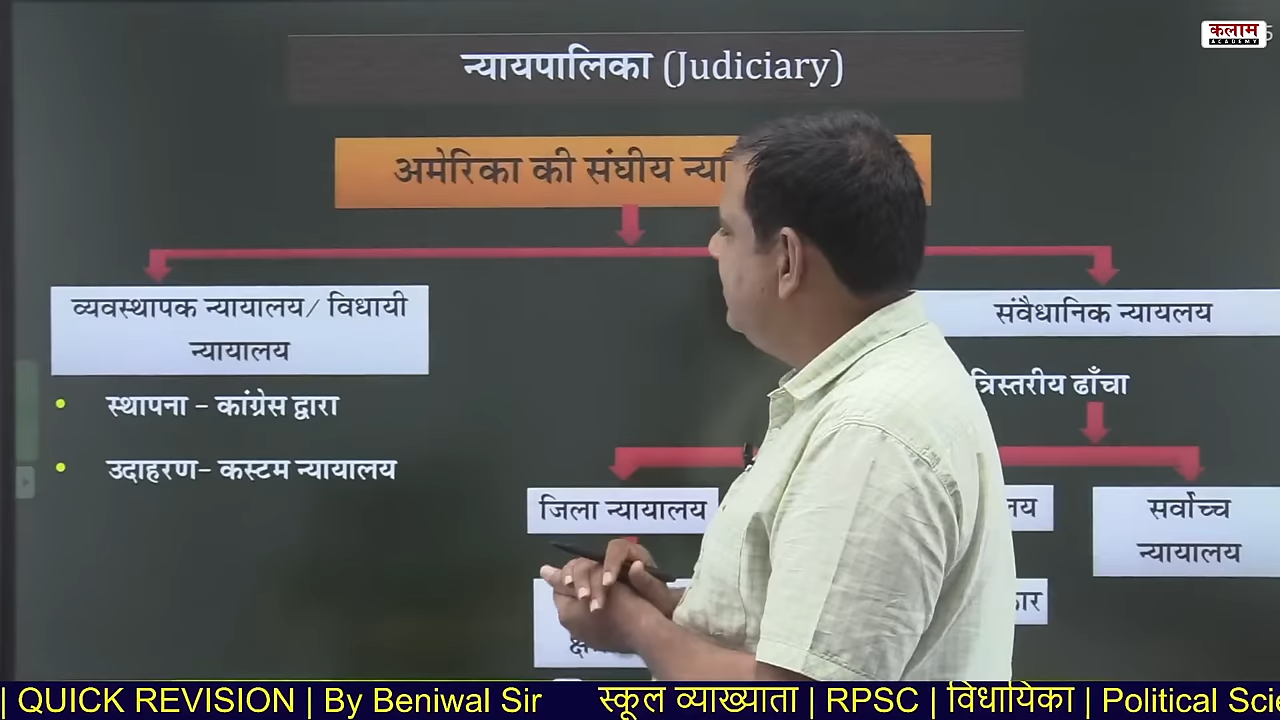 कलाम
ACADEMY
न्यायपालिका (Judiciary)
अमेरिका की संघीय
व्यवस्थापक न्यायालय/ विधायी
न्यायालय
संवैधानिक न्यायलय
स्थापना – कांग्रेस द्वारा
त्रिस्तरीय ढाँचा
उदाहरण– कस्टम न्यायालय
जिला न्यायालय
सर्वोच्च
न्यायालय
| QUICK REVISION | By Beniwal Sir स्कूल व्याख्याता | RPSC | विधायिका | Political